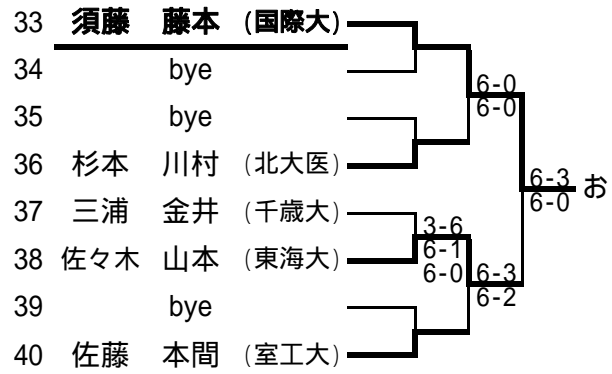 33 須藤 藤本 (国際大)
34 bye
35 bye
36 杉本 川村 (北大医)
37 三浦 金井 (千歳大)
38 佐々木 山本 (東海大)
39 bye
40 佐藤 本間 (室工大)
6-0
6-0
6-3
6-0
お
3-6
6-1
6-0
6-3
6-2